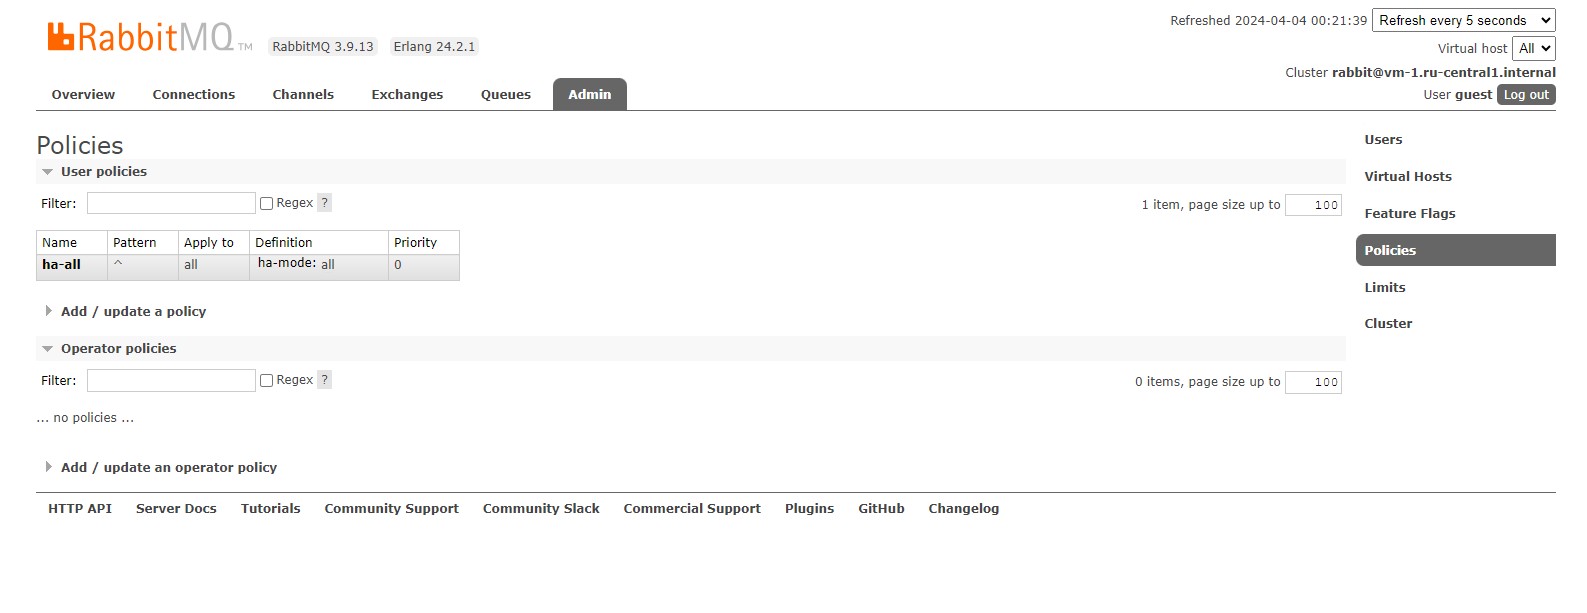 RabbitMQ TM RabbitMQ 3.9.13 Erlang 24.2.1
Refreshed 2024-04-04 00:21:39 Refresh every 5 seconds
Virtual host All
Cluster rabbit@vm-1.ru-central1.internal
User guest Log out
Overview Connections Channels Exchanges Queues Admin
Policies
User policies
Filter: Regex ? 1 item, page size up to 100
Name Pattern Apply to Definition Priority
ha-all ^ all ha-mode: all 0
Add / update a policy
Operator policies
Filter: Regex ? 0 items, page size up to 100
... no policies ...
Add / update an operator policy
Users
Virtual Hosts
Feature Flags
Policies
Limits
Cluster
HTTP API Server Docs Tutorials Community Support Community Slack Commercial Support Plugins GitHub Changelog